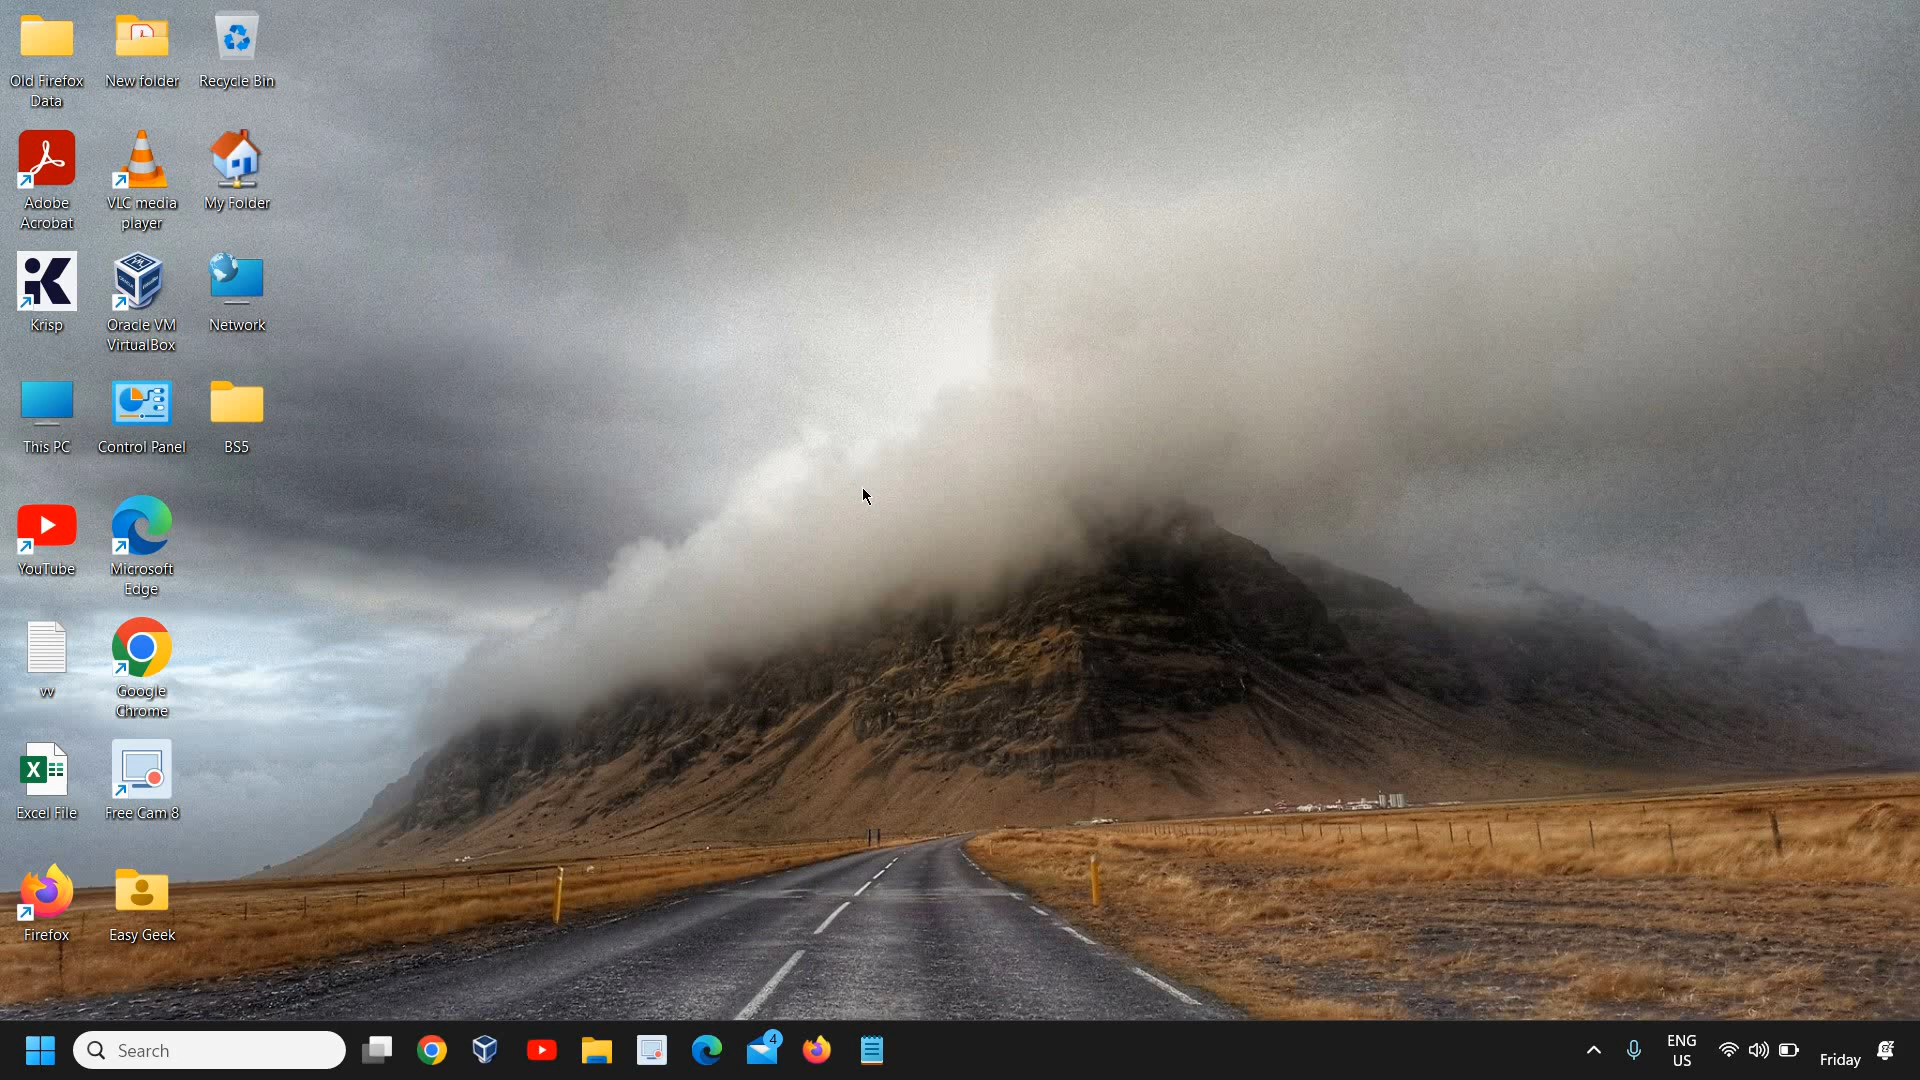 Old Firefox
Data
New folder
Recycle Bin
Adobe
Acrobat
VLC media
player
My Folder
Krisp
Oracle VM
VirtualBox
Network
This PC
Control Panel
BS5
YouTube
Microsoft
Edge
vv
Google
Chrome
Excel File
Free Cam 8
Firefox
Easy Geek
Search
4
ENG
US
Friday